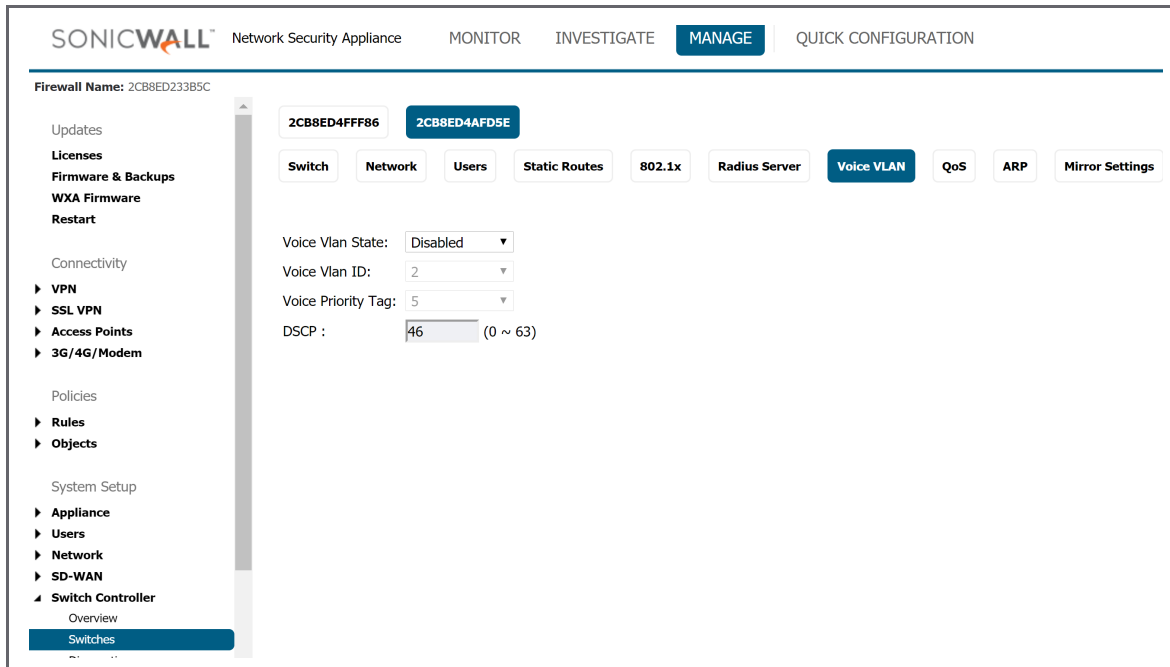 SONICWALL™ Network Security Appliance MONITOR INVESTIGATE MANAGE QUICK CONFIGURATION
Firewall Name: 2CB8ED233B5C
Updates
Licenses
Firmware & Backups
WXA Firmware
Restart
Connectivity
VPN
SSL VPN
Access Points
3G/4G/Modem
Policies
Rules
Objects
System Setup
Appliance
Users
Network
SD-WAN
Switch Controller
Overview
Switches
2CB8ED4FFF86 2CB8ED4AFD5E
Switch Network Users Static Routes 802.1x Radius Server Voice VLAN QoS ARP Mirror Settings
Voice Vlan State: Disabled
Voice Vlan ID: 2
Voice Priority Tag: 5
DSCP : 46 (0 ~ 63)